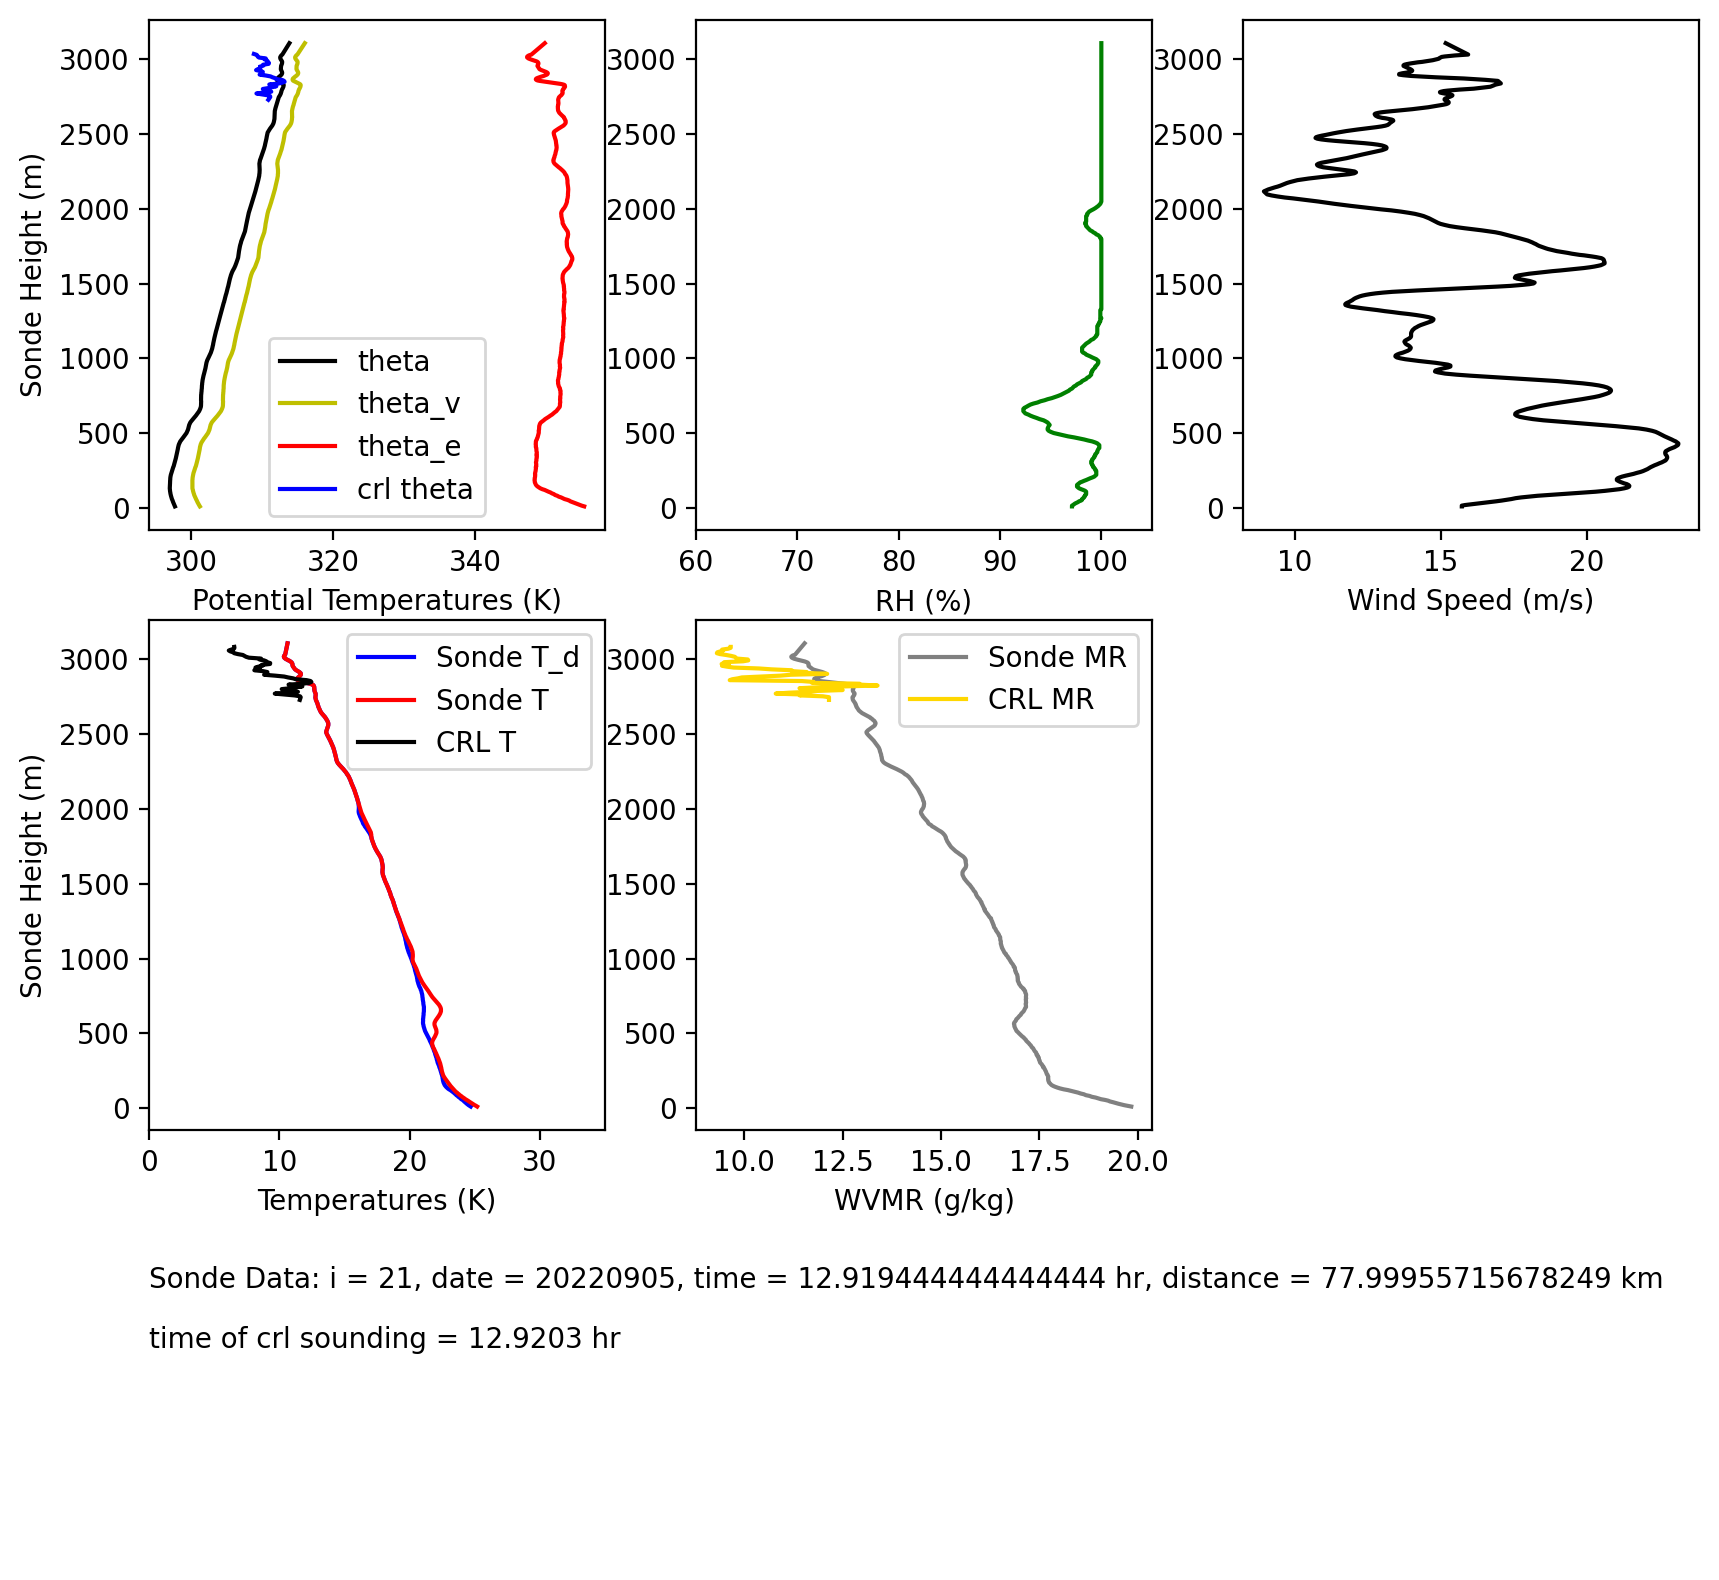 3000
2500
2000
1500
1000
500
0
Sonde Height (m)
theta
theta_v
theta_e
crl theta
300 320 340
Potential Temperatures (K)
3000
2500
2000
1500
1000
500
0
60 70 80 90 100
RH (%)
3000
2500
2000
1500
1000
500
0
10 15 20
Wind Speed (m/s)
3000
2500
2000
1500
1000
500
0
Sonde Height (m)
Sonde T_d
Sonde T
CRL T
0 10 20 30
Temperatures (K)
3000
2500
2000
1500
1000
500
0
Sonde MR
CRL MR
10.0 12.5 15.0 17.5 20.0
WVMR (g/kg)
Sonde Data: i = 21, date = 20220905, time = 12.919444444444444 hr, distance = 77.99955715678249 km
time of crl sounding = 12.9203 hr